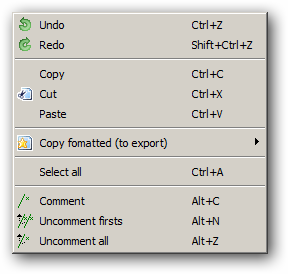 Undo Ctrl+Z
Redo Shift+Ctrl+Z
Copy Ctrl+C
Cut Ctrl+X
Paste Ctrl+V
Copy fomatted (to export)
Select all Ctrl+A
Comment Alt+C
Uncomment firsts Alt+N
Uncomment all Alt+Z